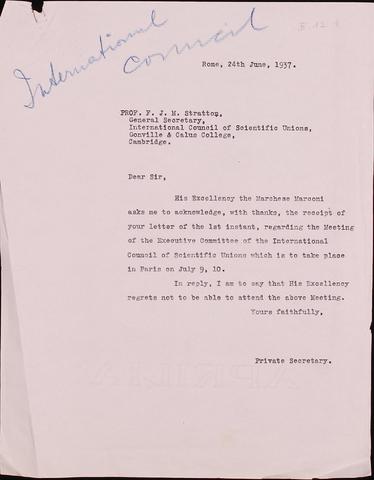 International
Council
Rome, 24th June, 1937.
PROF. F. J. M. Stratton,
General Secretary,
International Council of Scientific Unions,
Gonville & Caius College,
Cambridge.
Dear Sir,
His Excellency the Marchese Marconi
asks me to acknowledge, with thanks, the receipt of
your letter of the 1st instant, regarding the Meeting
of the Executive Committee of the International
Council of Scientific Unions which is to take place
in Paris on July 9, 10.
In reply, I am to say that His Excellency
regrets not to be able to attend the above Meeting.
Yours faithfully,
Private Secretary.